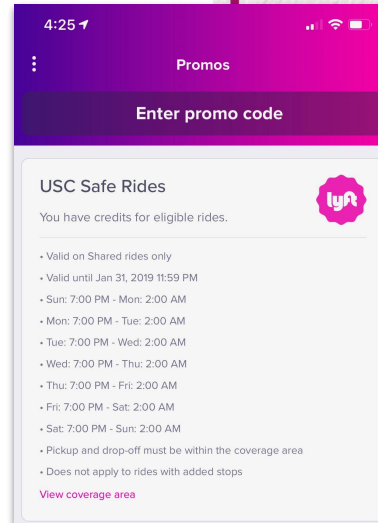 4:25
Promos
Enter promo code
USC Safe Rides
lyft
You have credits for eligible rides.
• Valid on Shared rides only
• Valid until Jan 31, 2019 11:59 PM
• Sun: 7:00 PM - Mon: 2:00 AM
• Mon: 7:00 PM - Tue: 2:00 AM
• Tue: 7:00 PM - Wed: 2:00 AM
• Wed: 7:00 PM - Thu: 2:00 AM
• Thu: 7:00 PM - Fri: 2:00 AM
• Fri: 7:00 PM - Sat: 2:00 AM
• Sat: 7:00 PM - Sun: 2:00 AM
• Pickup and drop-off must be within the coverage area
• Does not apply to rides with added stops
View coverage area